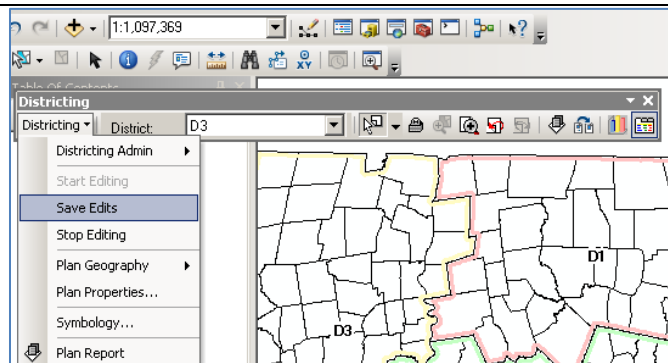 1:1,097,369
XY
Table Of Contents
Districting
Districting District: D3
Districting Admin
Start Editing
Save Edits
Stop Editing
Plan Geography
Plan Properties...
Symbology...
Plan Report
D1
D3